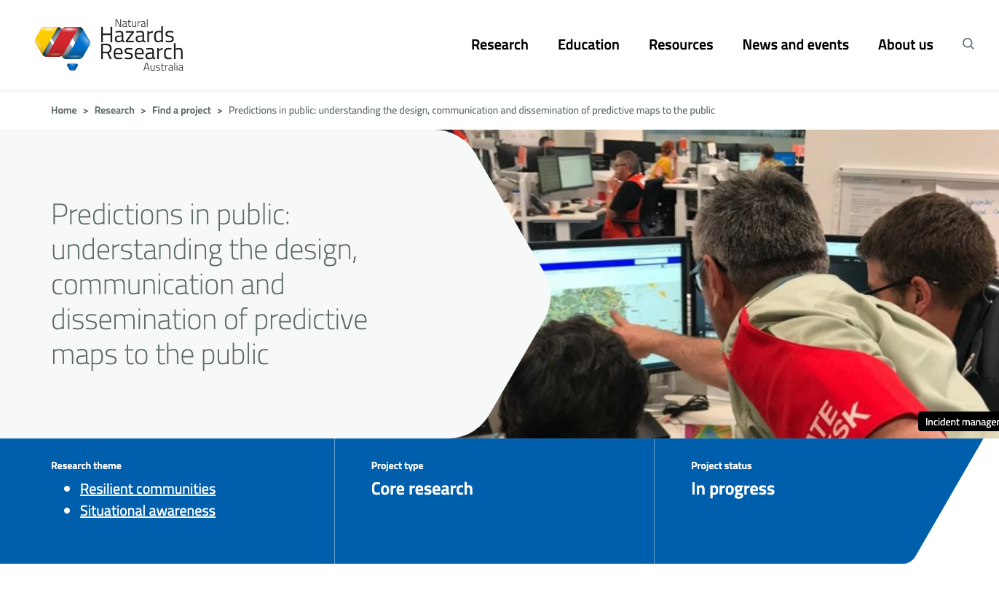 Natural
Hazards
Research
Australia
Research Education Resources News and events About us
Home > Research > Find a project > Predictions in public: understanding the design, communication and dissemination of predictive maps to the public
Predictions in public:
understanding the design,
communication and
dissemination of predictive
maps to the public
Incident manager
Research theme
Resilient communities
Situational awareness
Project type
Core research
Project status
In progress